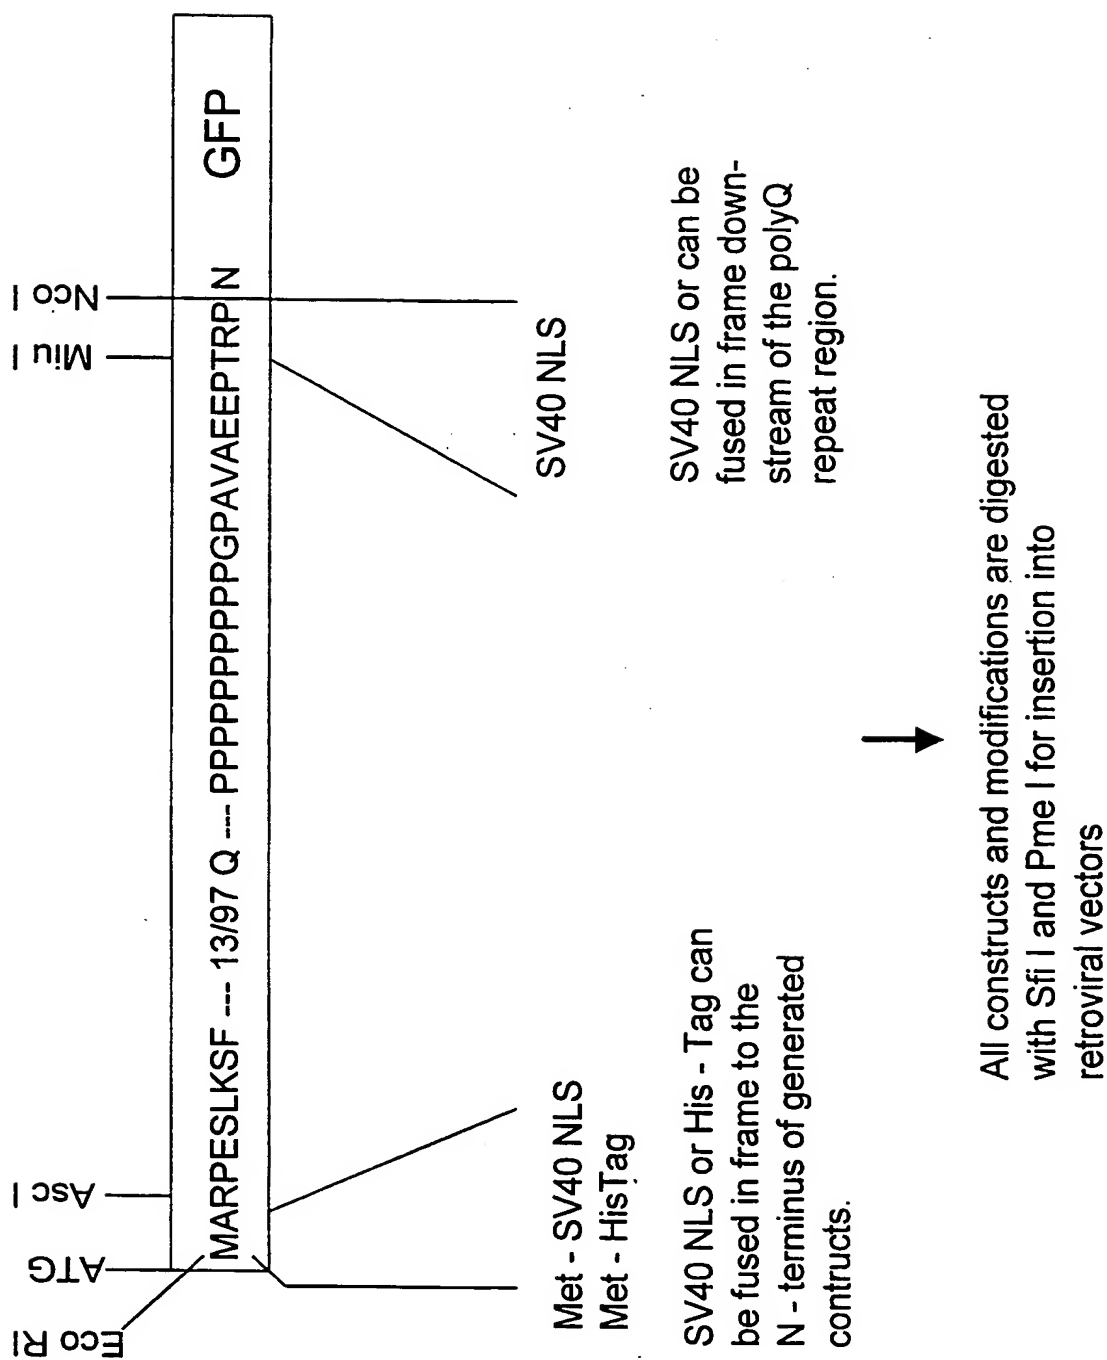 Eco RI
ATG
Asc I
Miu I
Nco I
MARPESLKSF --- 13/97 Q --- PPPPPPPPPPPGPAVAEEPTRP N GFP
Met - SV40 NLS
Met - HisTag
SV40 NLS or His - Tag can
be fused in frame to the
N - terminus of generated
contructs.
SV40 NLS
SV40 NLS or can be
fused in frame down-
stream of the polyQ
repeat region.
All constructs and modifications are digested
with Sfi I and Pme I for insertion into
retroviral vectors